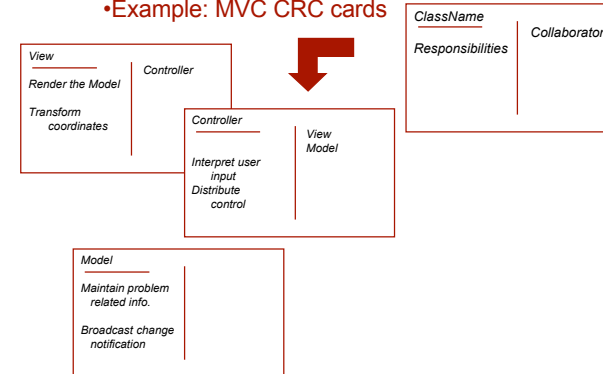 •Example: MVC CRC cards
ClassName
Responsibilities
Collaborator
View
Render the Model
Transform
coordinates
Controller
Controller
Interpret user
input
Distribute
control
View
Model
Model
Maintain problem
related info.
Broadcast change
notification